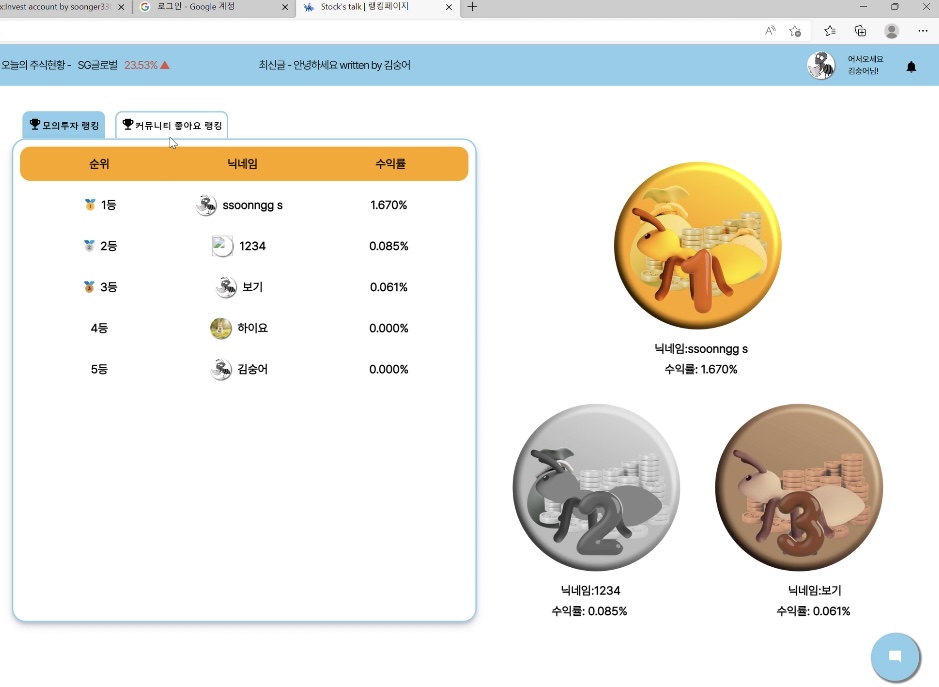 x:Invest account by soonger330
로그인 - Google 계정
Stock's talk | 랭킹페이지
오늘의 주식현황 - SG글로벌 23.53% ▲
최신글 - 안녕하세요 written by 김숭어
어서오세요
김숭어님!
모의투자 랭킹
커뮤니티 좋아요 랭킹
순위 닉네임 수익률
1등 ssoonngg s 1.670%
2등 1234 0.085%
3등 보기 0.061%
4등 하이요 0.000%
5등 김숭어 0.000%
1
닉네임:ssoonngg s
수익률: 1.670%
2
닉네임:1234
수익률: 0.085%
3
닉네임:보기
수익률: 0.061%